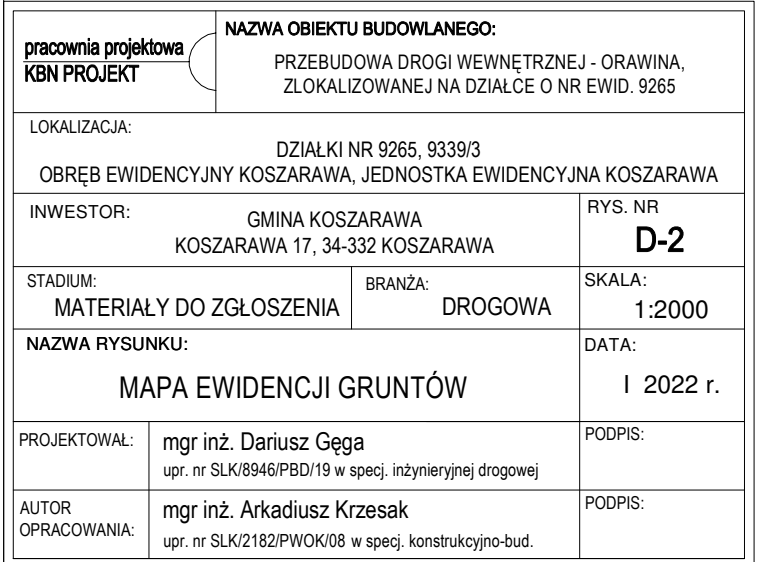 pracownia projektowa
KBN PROJEKT
NAZWA OBIEKTU BUDOWLANEGO:
PRZEBUDOWA DROGI WEWNĘTRZNEJ - ORAWINA,
ZLOKALIZOWANEJ NA DZIAŁCE O NR EWID. 9265
LOKALIZACJA:
DZIAŁKI NR 9265, 9339/3
OBRĘB EWIDENCYJNY KOSZARAWA, JEDNOSTKA EWIDENCYJNA KOSZARAWA
INWESTOR:
GMINA KOSZARAWA
KOSZARAWA 17, 34-332 KOSZARAWA
RYS. NR
D-2
STADIUM:
MATERIAŁY DO ZGŁOSZENIA
BRANŻA:
DROGOWA
SKALA:
1:2000
NAZWA RYSUNKU:
MAPA EWIDENCJI GRUNTÓW
DATA:
I 2022 r.
PROJEKTOWAŁ:
mgr inż. Dariusz Gęga
upr. nr SLK/8946/PBD/19 w specj. inżynieryjnej drogowej
PODPIS:
AUTOR
OPRACOWANIA:
mgr inż. Arkadiusz Krzesak
upr. nr SLK/2182/PWOK/08 w specj. konstrukcyjno-bud.
PODPIS: